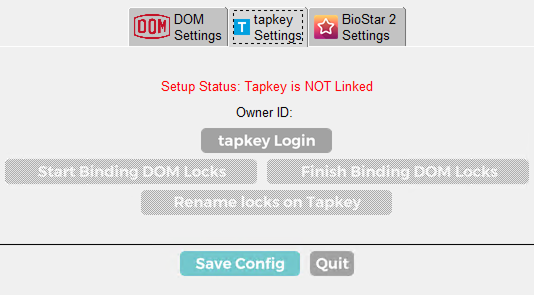 DOM
DOM
Settings
T
tapkey
Settings
BioStar 2
Settings
Setup Status: Tapkey is NOT Linked
Owner ID:
tapkey Login
Start Binding DOM Locks
Finish Binding DOM Locks
Rename locks on Tapkey
Save Config
Quit